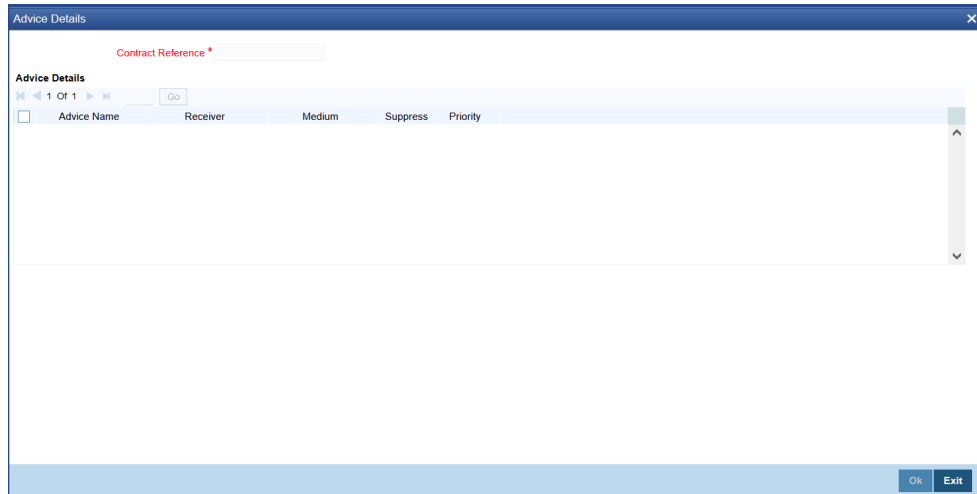 Advice Details
Contract Reference *
Advice Details
1 Of 1 Go
Advice Name Receiver Medium Suppress Priority
Ok Exit